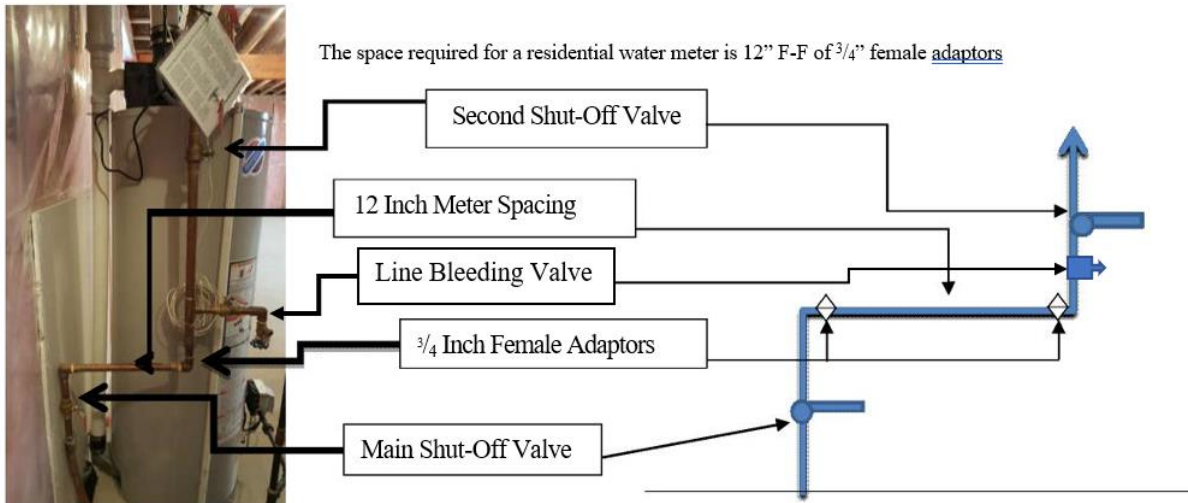 The space required for a residential water meter is 12” F-F of 3/4” female adaptors
Second Shut-Off Valve
12 Inch Meter Spacing
Line Bleeding Valve
3/4 Inch Female Adaptors
Main Shut-Off Valve